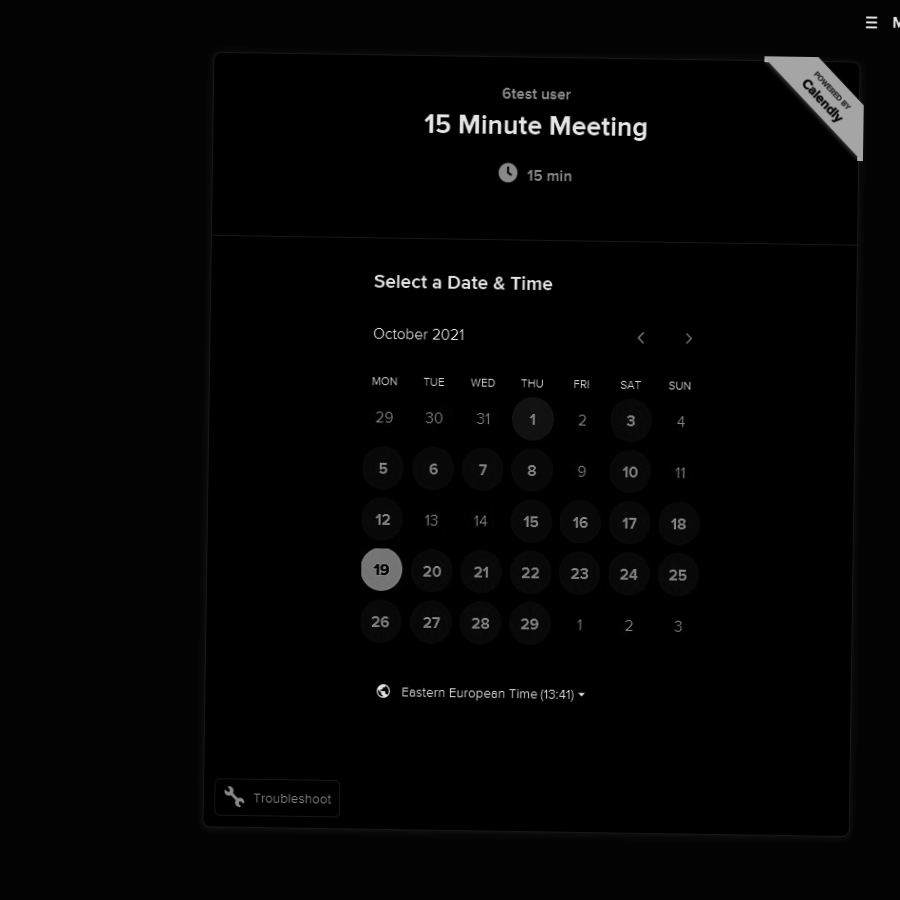 ☰ M
POWERED BY
Calendly
6test user
15 Minute Meeting
15 min
Select a Date & Time
October 2021
MON TUE WED THU FRI SAT SUN
29 30 31 1 2 3 4
5 6 7 8 9 10 11
12 13 14 15 16 17 18
19 20 21 22 23 24 25
26 27 28 29 1 2 3
Eastern European Time (13:41)
Troubleshoot